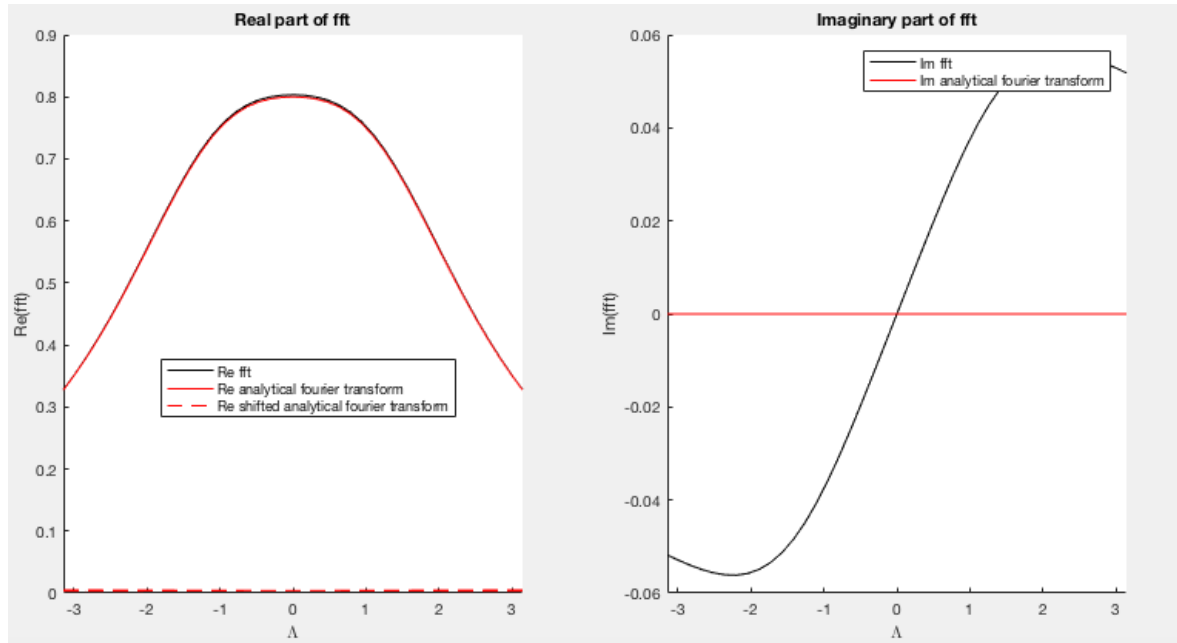 Real part of fft
0.9
0.8
0.7
0.6
0.5
0.4
0.3
0.2
0.1
0
Re(fft)
Re fft
Re analytical fourier transform
Re shifted analytical fourier transform
-3 -2 -1 0 1 2 3
Λ
Imaginary part of fft
0.06
0.04
0.02
0
-0.02
-0.04
-0.06
Im(fft)
Im fft
Im analytical fourier transform
-3 -2 -1 0 1 2 3
Λ